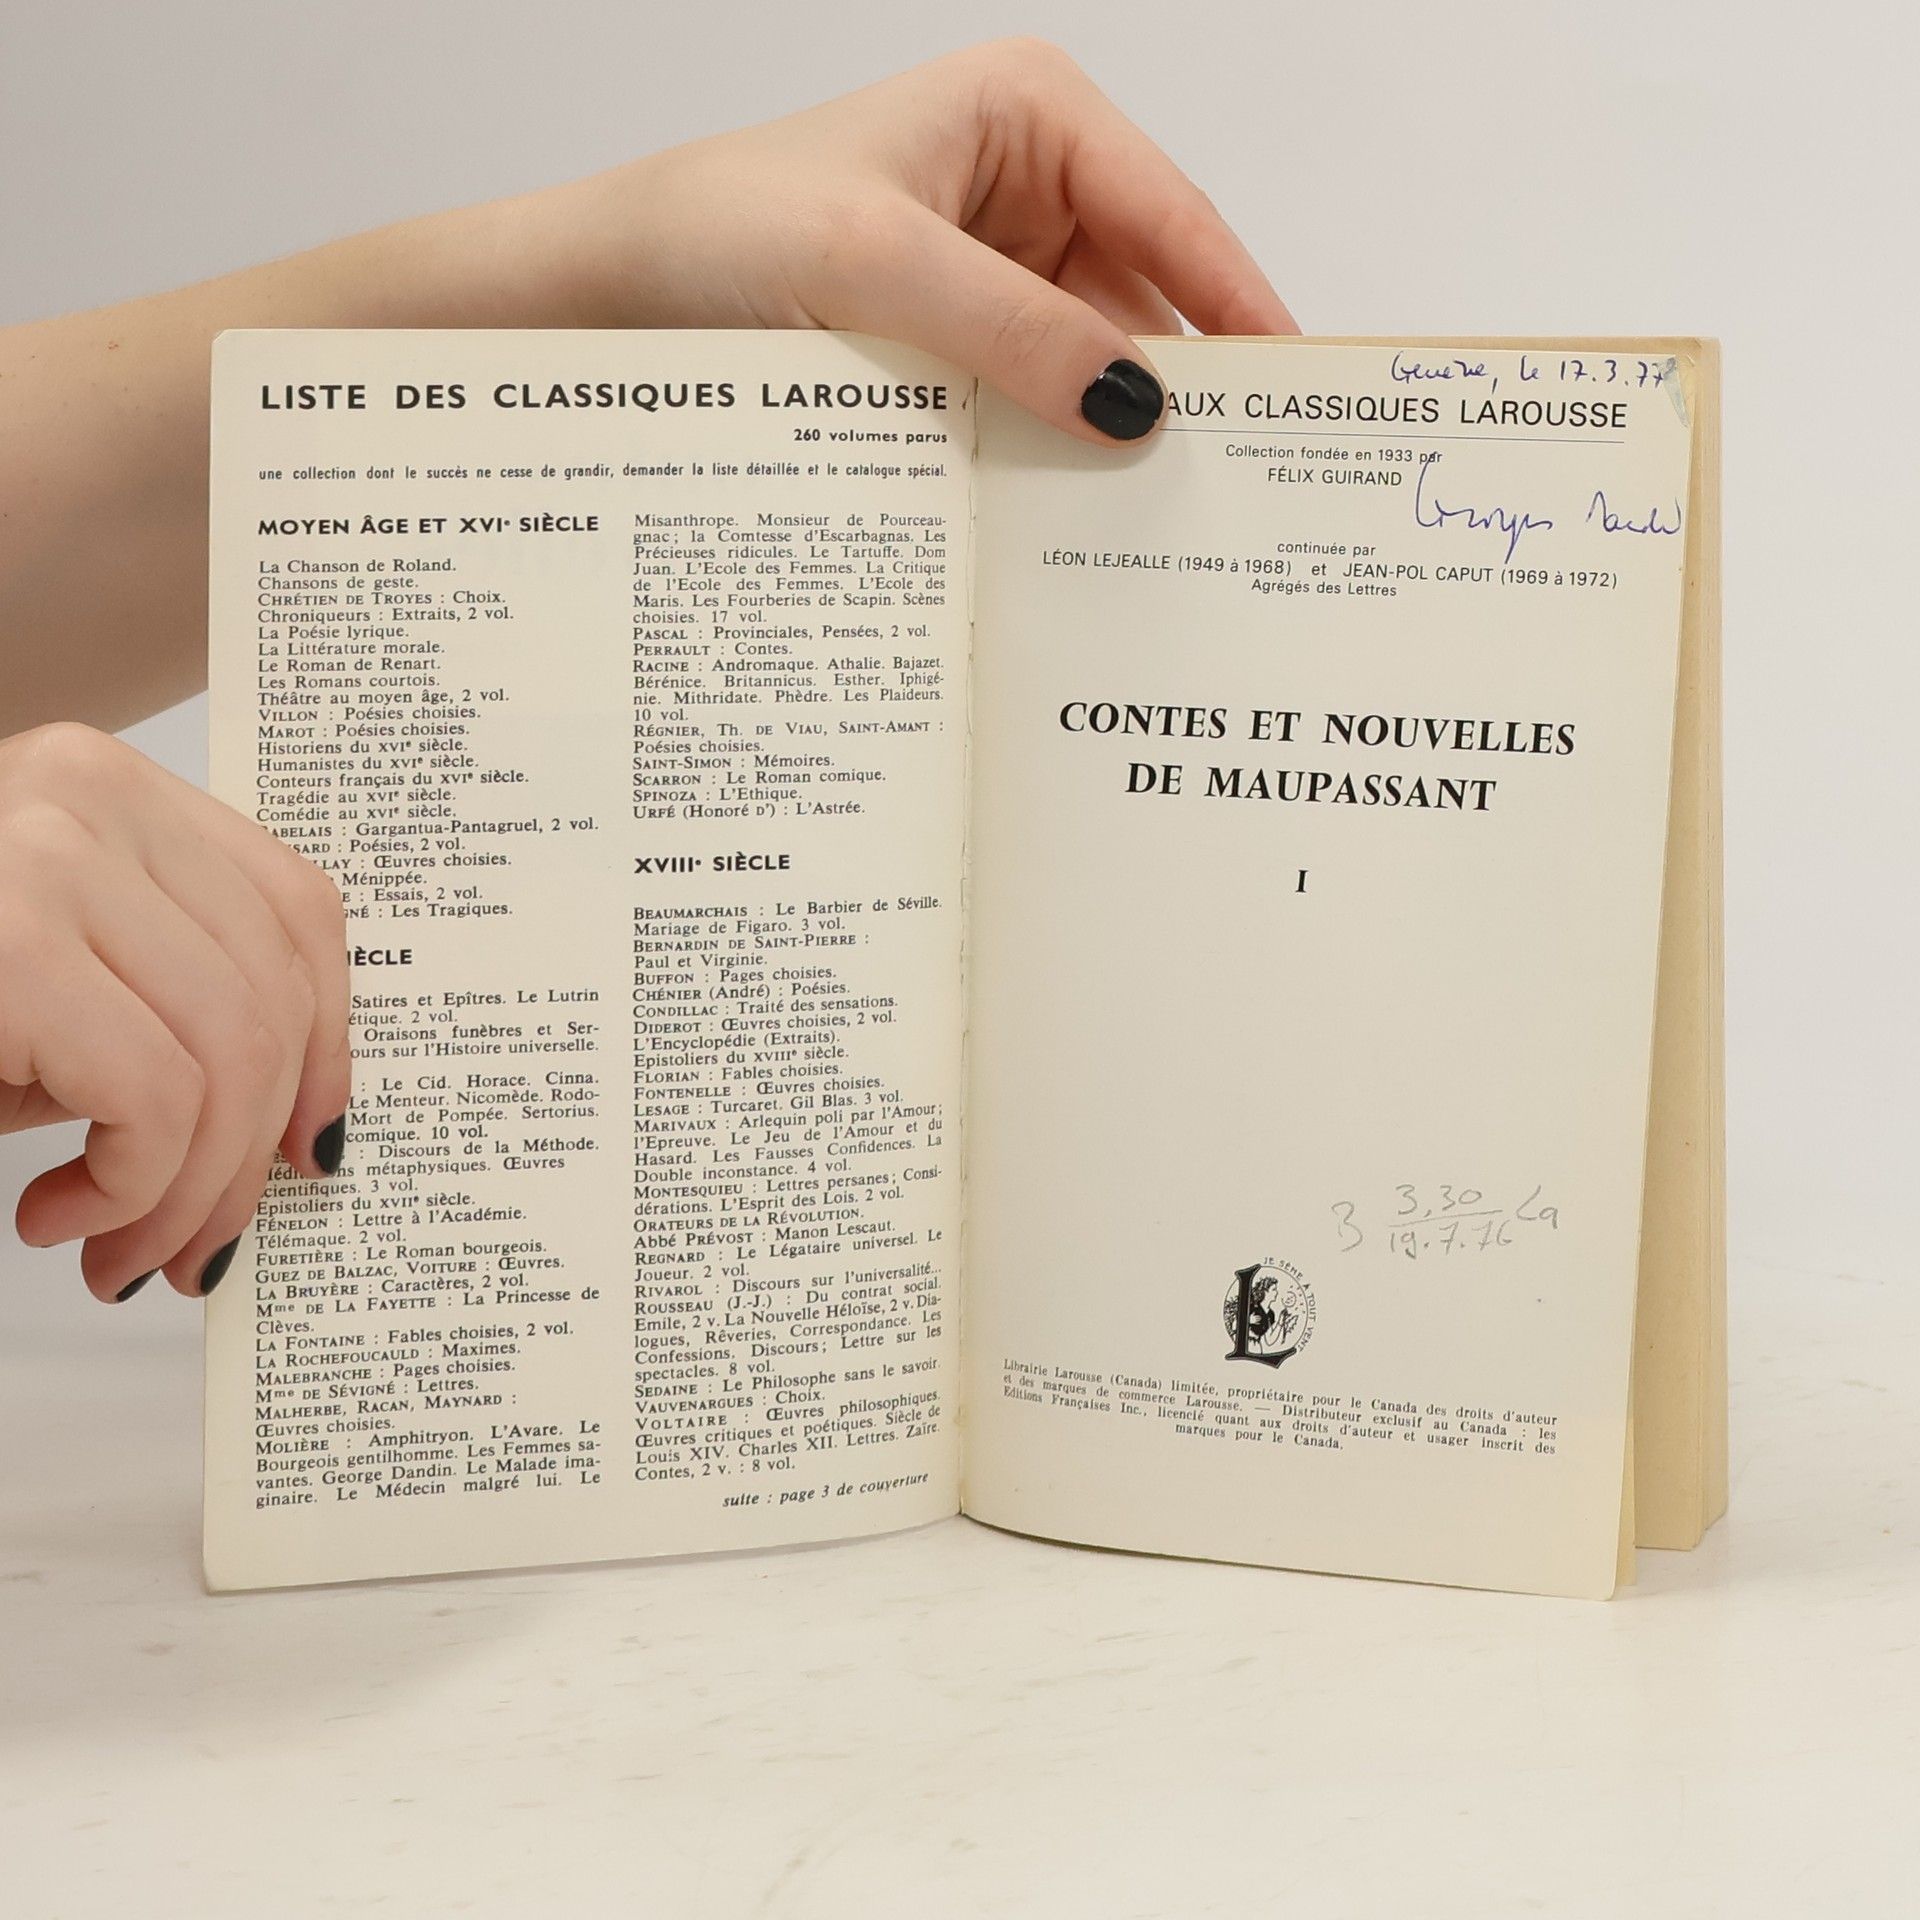 LISTE DES CLASSIQUES LAROUSSE
260 volumes parus
une collection dont le succès ne cesse de grandir, demander la liste détaillée et le catalogue spécial.
MOYEN ÂGE ET XVIe SIÈCLE
La Chanson de Roland.
Chansons de geste.
CHRÉTIEN DE TROYES : Choix.
Chroniqueurs : Extraits, 2 vol.
La Poésie lyrique.
La Littérature morale.
Le Roman de Renart.
Les Romans courtois.
Théâtre au moyen âge, 2 vol.
VILLON : Poésies choisies.
MAROT : Poésies choisies.
Historiens du XVIe siècle.
Humanistes du XVIe siècle.
Conteurs français du XVIe siècle.
Tragédie au XVIe siècle.
Comédie au XVIe siècle.
ABELAIS : Gargantua-Pantagruel, 2 vol.
SARD : Poésies, 2 vol.
LLAY : Œuvres choisies.
Ménippée.
E : Essais, 2 vol.
GNÉ : Les Tragiques.
IÈCLE
Satires et Epîtres. Le Lutrin
étique. 2 vol.
Oraisons funèbres et Ser-
ours sur l'Histoire universelle.
: Le Cid. Horace. Cinna.
Le Menteur. Nicomède. Rodo-
Mort de Pompée. Sertorius.
comique. 10 vol.
: Discours de la Méthode.
ns métaphysiques. Œuvres
cientifiques. 3 vol.
Epistoliers du XVIIe siècle.
FÉNELON : Lettre à l'Académie.
Télémaque. 2 vol.
FURETIÈRE : Le Roman bourgeois.
GUEZ DE BALZAC, VOITURE : Œuvres.
LA BRUYÈRE : Caractères, 2 vol.
Mme DE LA FAYETTE : La Princesse de
Clèves.
LA FONTAINE : Fables choisies, 2 vol.
LA ROCHEFOUCAULD : Maximes.
MALEBRANCHE : Pages choisies.
Mme DE SÉVIGNÉ : Lettres.
MALHERBE, RACAN, MAYNARD :
Œuvres choisies.
MOLIÈRE : Amphitryon. L'Avare. Le
Bourgeois gentilhomme. Les Femmes sa-
vantes. George Dandin. Le Malade ima-
ginaire. Le Médecin malgré lui. Le
Misanthrope. Monsieur de Pourceau-
gnac; la Comtesse d'Escarbagnas. Les
Précieuses ridicules. Le Tartuffe. Dom
Juan. L'Ecole des Femmes. La Critique
de l'Ecole des Femmes. L'Ecole des
Maris. Les Fourberies de Scapin. Scènes
choisies. 17 vol.
PASCAL : Provinciales, Pensées, 2 vol.
PERRAULT : Contes.
RACINE : Andromaque. Athalie. Bajazet.
Bérénice. Britannicus. Esther. Iphigé-
nie. Mithridate. Phèdre. Les Plaideurs.
10 vol.
RÉGNIER, Th. DE VIAU, SAINT-AMANT :
Poésies choisies.
SAINT-SIMON : Mémoires.
SCARRON : Le Roman comique.
SPINOZA : L'Ethique.
URFÉ (Honoré D') : L'Astrée.
XVIIIe SIÈCLE
BEAUMARCHAIS : Le Barbier de Séville.
Mariage de Figaro. 3 vol.
BERNARDIN DE SAINT-PIERRE :
Paul et Virginie.
BUFFON : Pages choisies.
CHÉNIER (André) : Poésies.
CONDILLAC : Traité des sensations.
DIDEROT : Œuvres choisies, 2 vol.
L'Encyclopédie (Extraits).
Epistoliers du XVIIIe siècle.
FLORIAN : Fables choisies.
FONTENELLE : Œuvres choisies.
LESAGE : Turcaret. Gil Blas. 3 vol.
MARIVAUX : Arlequin poli par l'Amour;
l'Epreuve. Le Jeu de l'Amour et du
Hasard. Les Fausses Confidences. La
Double inconstance. 4 vol.
MONTESQUIEU : Lettres persanes; Consi-
dérations. L'Esprit des Lois. 2 vol.
ORATEURS DE LA RÉVOLUTION.
Abbé PRÉVOST : Manon Lescaut.
REGNARD : Le Légataire universel. Le
Joueur. 2 vol.
RIVAROL : Discours sur l'universalité...
ROUSSEAU (J.-J.) : Du contrat social.
Emile, 2 v. La Nouvelle Héloïse, 2 v. Dia-
logues, Rêveries, Correspondance. Les
Confessions. Discours; Lettre sur les
spectacles. 8 vol.
SEDAINE : Le Philosophe sans le savoir.
VAUVENARGUES : Choix.
VOLTAIRE : Œuvres philosophiques.
Œuvres critiques et poétiques. Siècle de
Louis XIV. Charles XII. Lettres. Zaïre.
Contes, 2 v. : 8 vol.
suite : page 3 de couverture
Genève, le 17.3.77
AUX CLASSIQUES LAROUSSE
Collection fondée en 1933 par
FÉLIX GUIRAND
Georges
continuée par
LÉON LEJEALLE (1949 à 1968) et JEAN-POL CAPUT (1969 à 1972)
Agrégés des Lettres
CONTES ET NOUVELLES
DE MAUPASSANT
I
3 3,30
19.7.76
JE SÈME À TOUT VENT
L
Librairie Larousse (Canada) limitée, propriétaire pour le Canada des droits d'auteur
et des marques de commerce Larousse. — Distributeur exclusif au Canada : les
Editions Françaises Inc., licencié quant aux droits d'auteur et usager inscrit des
marques pour le Canada.